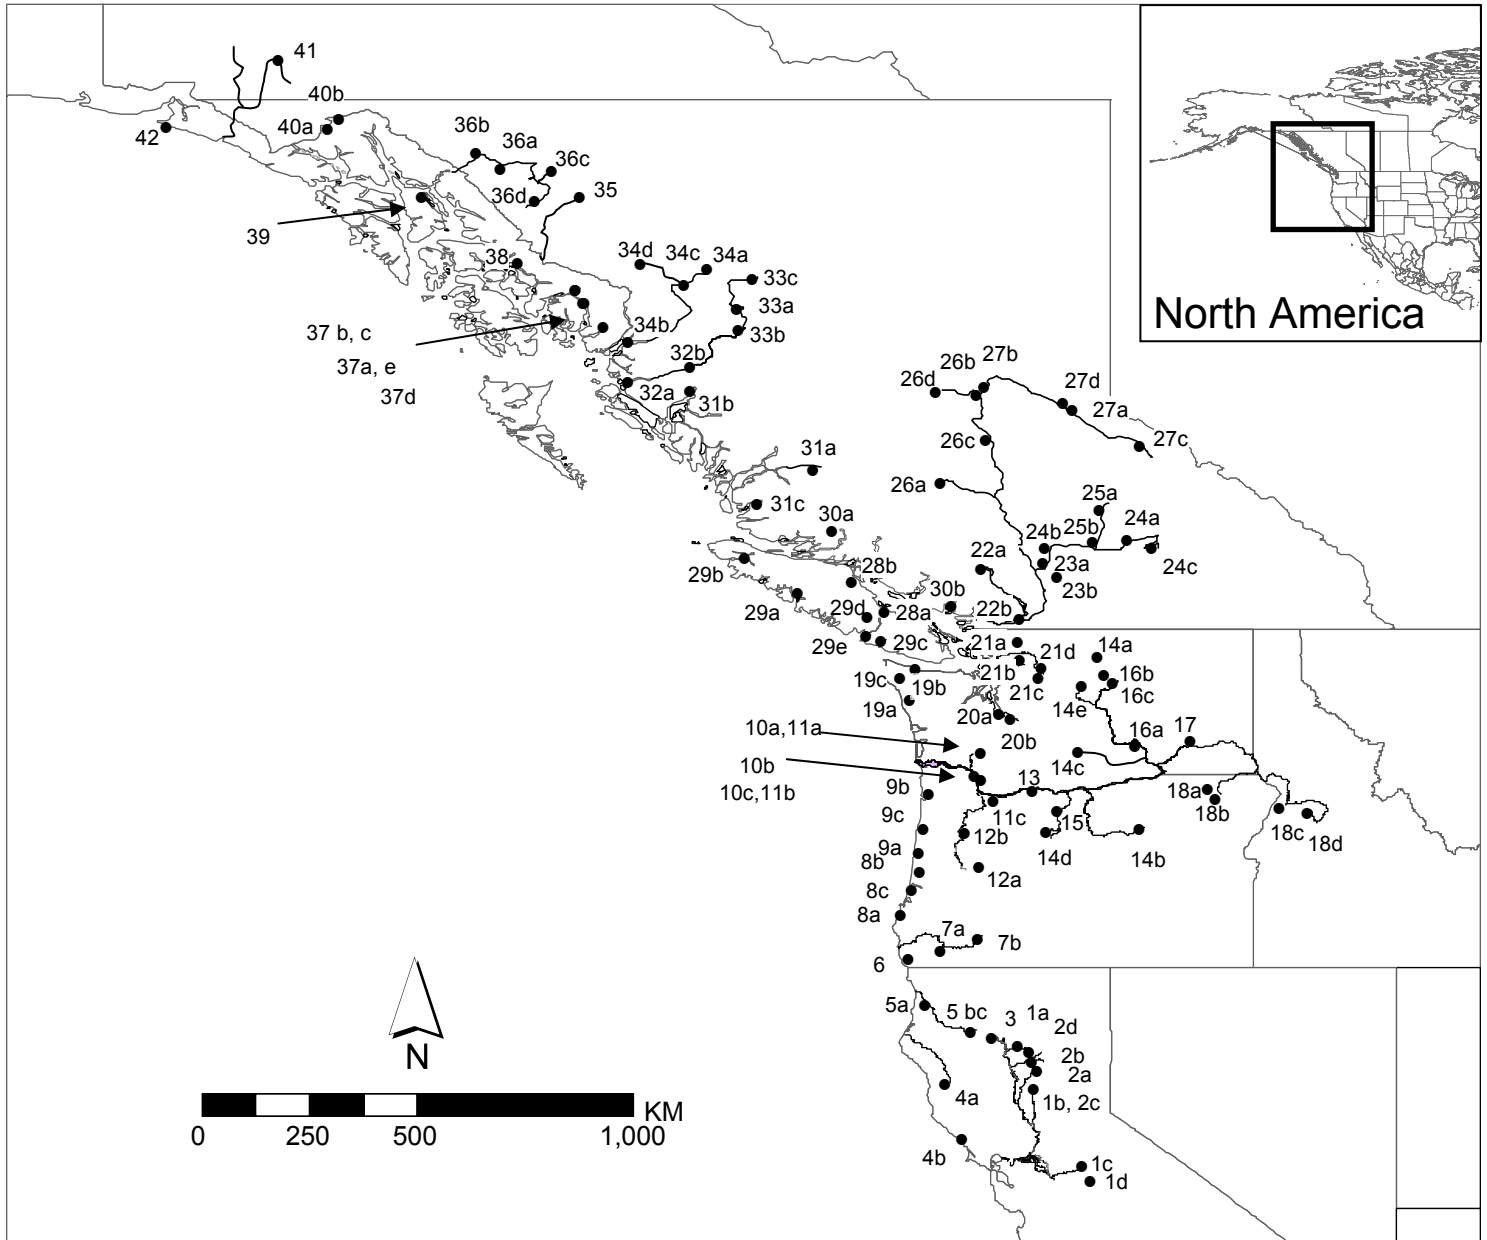 41
40b
42
40a
36b
36a
36c
35
36d
39
38
34d
34c
34a
33c
33a
33b
34b
37 b, c
37a, e
37d
32b
32a
31b
North America
26b
27b
26d
27d
27a
26c
27c
31a
26a
31c
30a
25a
24b
25b
24a
24c
22a
23a
23b
29b
28b
29a
30b
22b
29d
28a
29e
29c
21a
21d
14a
21b
16b
21c
16c
14e
19c
19b
19a
20a
20b
16a
17
10a,11a
14c
10b
10c,11b
13
9b
11c
15
18a
18b
18c
18d
9c
12b
14d
14b
9a
8b
12a
8c
8a
7a
7b
6
5a
5 bc
3
1a
2d
2b
2a
4a
1b, 2c
4b
1c
1d
N
KM
0
250
500
1,000